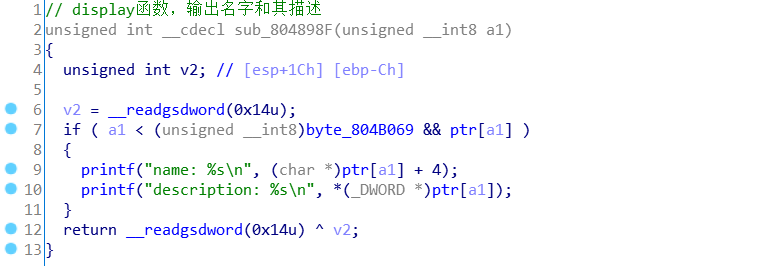 1 // display函数，输出名字和其描述
2 unsigned int __cdecl sub_804898F(unsigned __int8 a1)
3 {
4   unsigned int v2; // [esp+1Ch] [ebp-Ch]
5
6   v2 = __readgsdword(0x14u);
7   if ( a1 < (unsigned __int8)byte_804B069 && ptr[a1] )
8   {
9     printf("name: %s\n", (char *)ptr[a1] + 4);
10     printf("description: %s\n", *(_DWORD *)ptr[a1]);
11   }
12   return __readgsdword(0x14u) ^ v2;
13 }